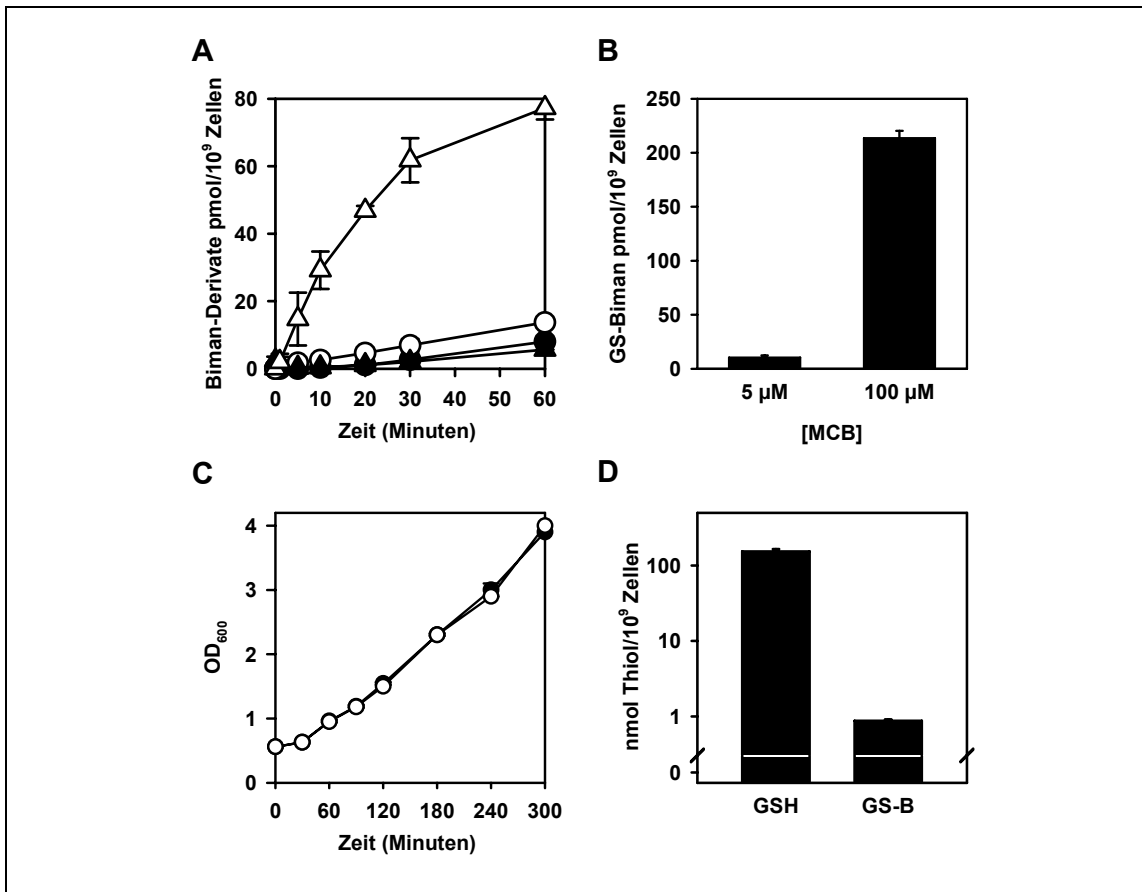 A
Biman-Derivate pmol/10⁹ Zellen
80
60
40
20
0
0 10 20 30 40 50 60
Zeit (Minuten)
B
GS-Biman pmol/10⁹ Zellen
250
200
150
100
50
0
5 µM 100 µM
[MCB]
C
OD₆₀₀
4
3
2
1
0
0 60 120 180 240 300
Zeit (Minuten)
D
nmol Thiol/10⁹ Zellen
100
10
1
0
GSH GS-B